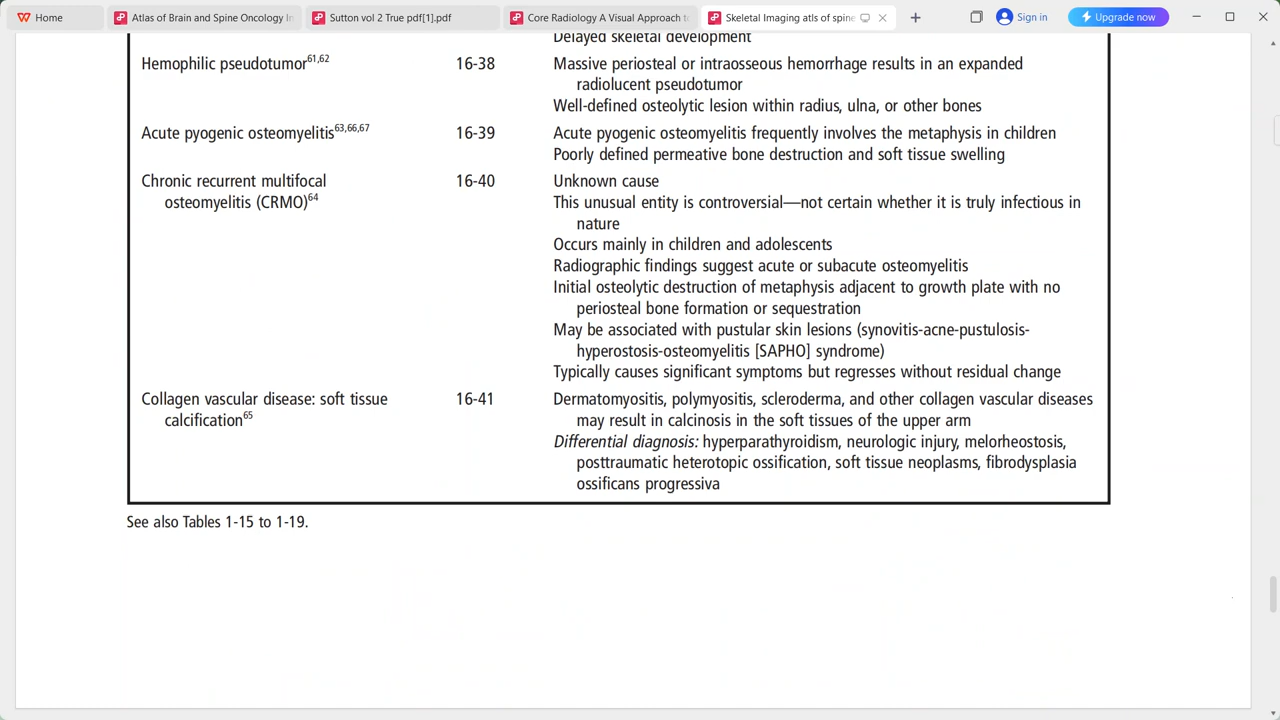 Home
Atlas of Brain and Spine Oncology I
Sutton vol 2 True pdf[1].pdf
Core Radiology A Visual Approach to
Skeletal Imaging atls of spine
Sign in
Upgrade now
Delayed skeletal development
Hemophilic pseudotumor61,62 16-38 Massive periosteal or intraosseous hemorrhage results in an expanded
radiolucent pseudotumor
Well-defined osteolytic lesion within radius, ulna, or other bones
Acute pyogenic osteomyelitis63,66,67 16-39 Acute pyogenic osteomyelitis frequently involves the metaphysis in children
Poorly defined permeative bone destruction and soft tissue swelling
Chronic recurrent multifocal 16-40 Unknown cause
osteomyelitis (CRMO)64 This unusual entity is controversial—not certain whether it is truly infectious in
nature
Occurs mainly in children and adolescents
Radiographic findings suggest acute or subacute osteomyelitis
Initial osteolytic destruction of metaphysis adjacent to growth plate with no
periosteal bone formation or sequestration
May be associated with pustular skin lesions (synovitis-acne-pustulosis-
hyperostosis-osteomyelitis [SAPHO] syndrome)
Typically causes significant symptoms but regresses without residual change
Collagen vascular disease: soft tissue 16-41 Dermatomyositis, polymyositis, scleroderma, and other collagen vascular diseases
calcification65 may result in calcinosis in the soft tissues of the upper arm
Differential diagnosis: hyperparathyroidism, neurologic injury, melorheostosis,
posttraumatic heterotopic ossification, soft tissue neoplasms, fibrodysplasia
ossificans progressiva
See also Tables 1-15 to 1-19.